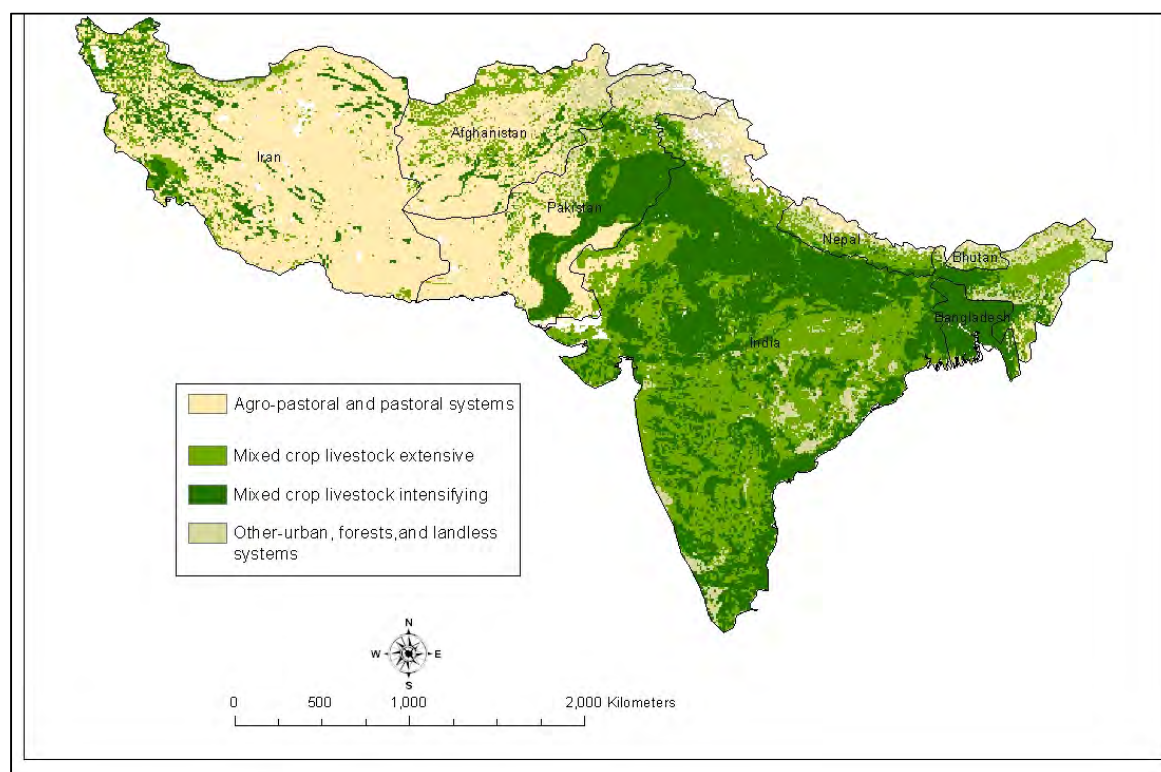 Afghanistan
Iran
Pakistan
Nepal
Bhutan
Bangladesh
India
Agro-pastoral and pastoral systems
Mixed crop livestock extensive
Mixed crop livestock intensifying
Other-urban, forests,and landless
systems
N
W E
S
0 500 1,000 2,000 Kilometers